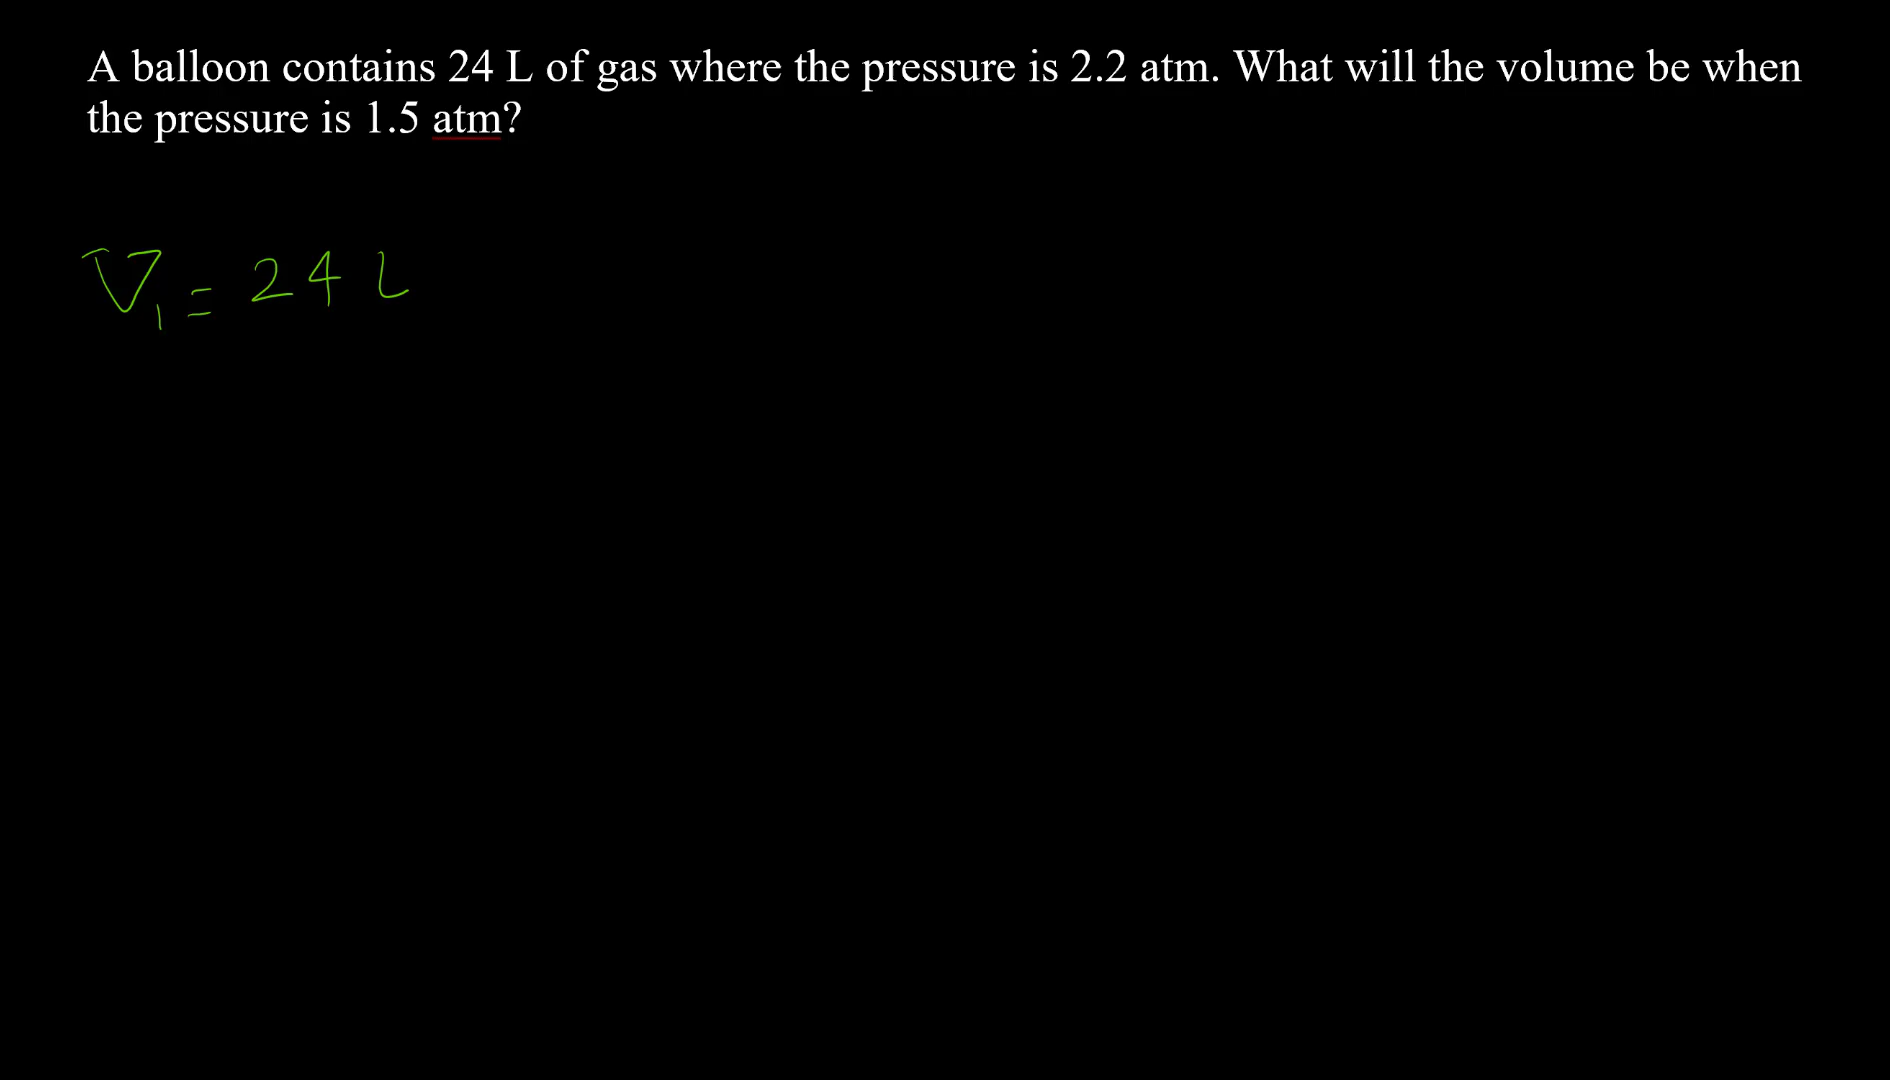 A balloon contains 24 L of gas where the pressure is 2.2 atm. What will the volume be when
the pressure is 1.5 atm?
V₁ = 24 L